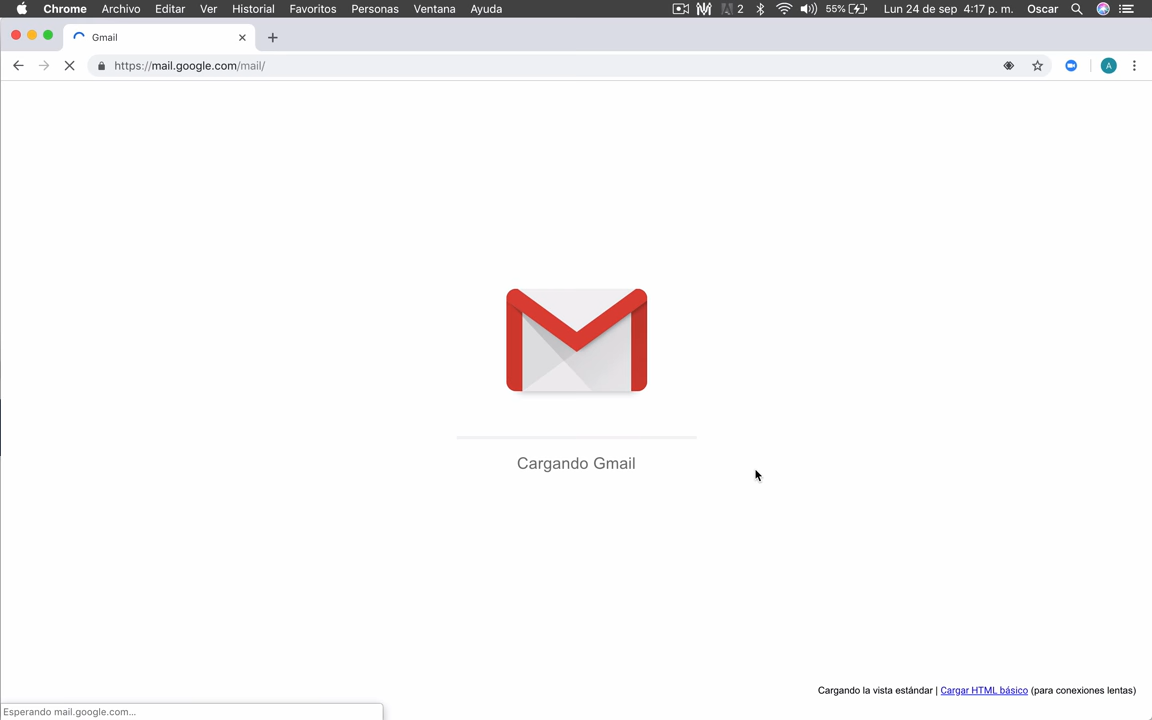 Chrome Archivo Editar Ver Historial Favoritos Personas Ventana Ayuda 2 55% Lun 24 de sep 4:17 p. m. Oscar
Gmail
https://mail.google.com/mail/
A
Cargando Gmail
Cargando la vista estándar | Cargar HTML básico (para conexiones lentas)
Esperando mail.google.com...